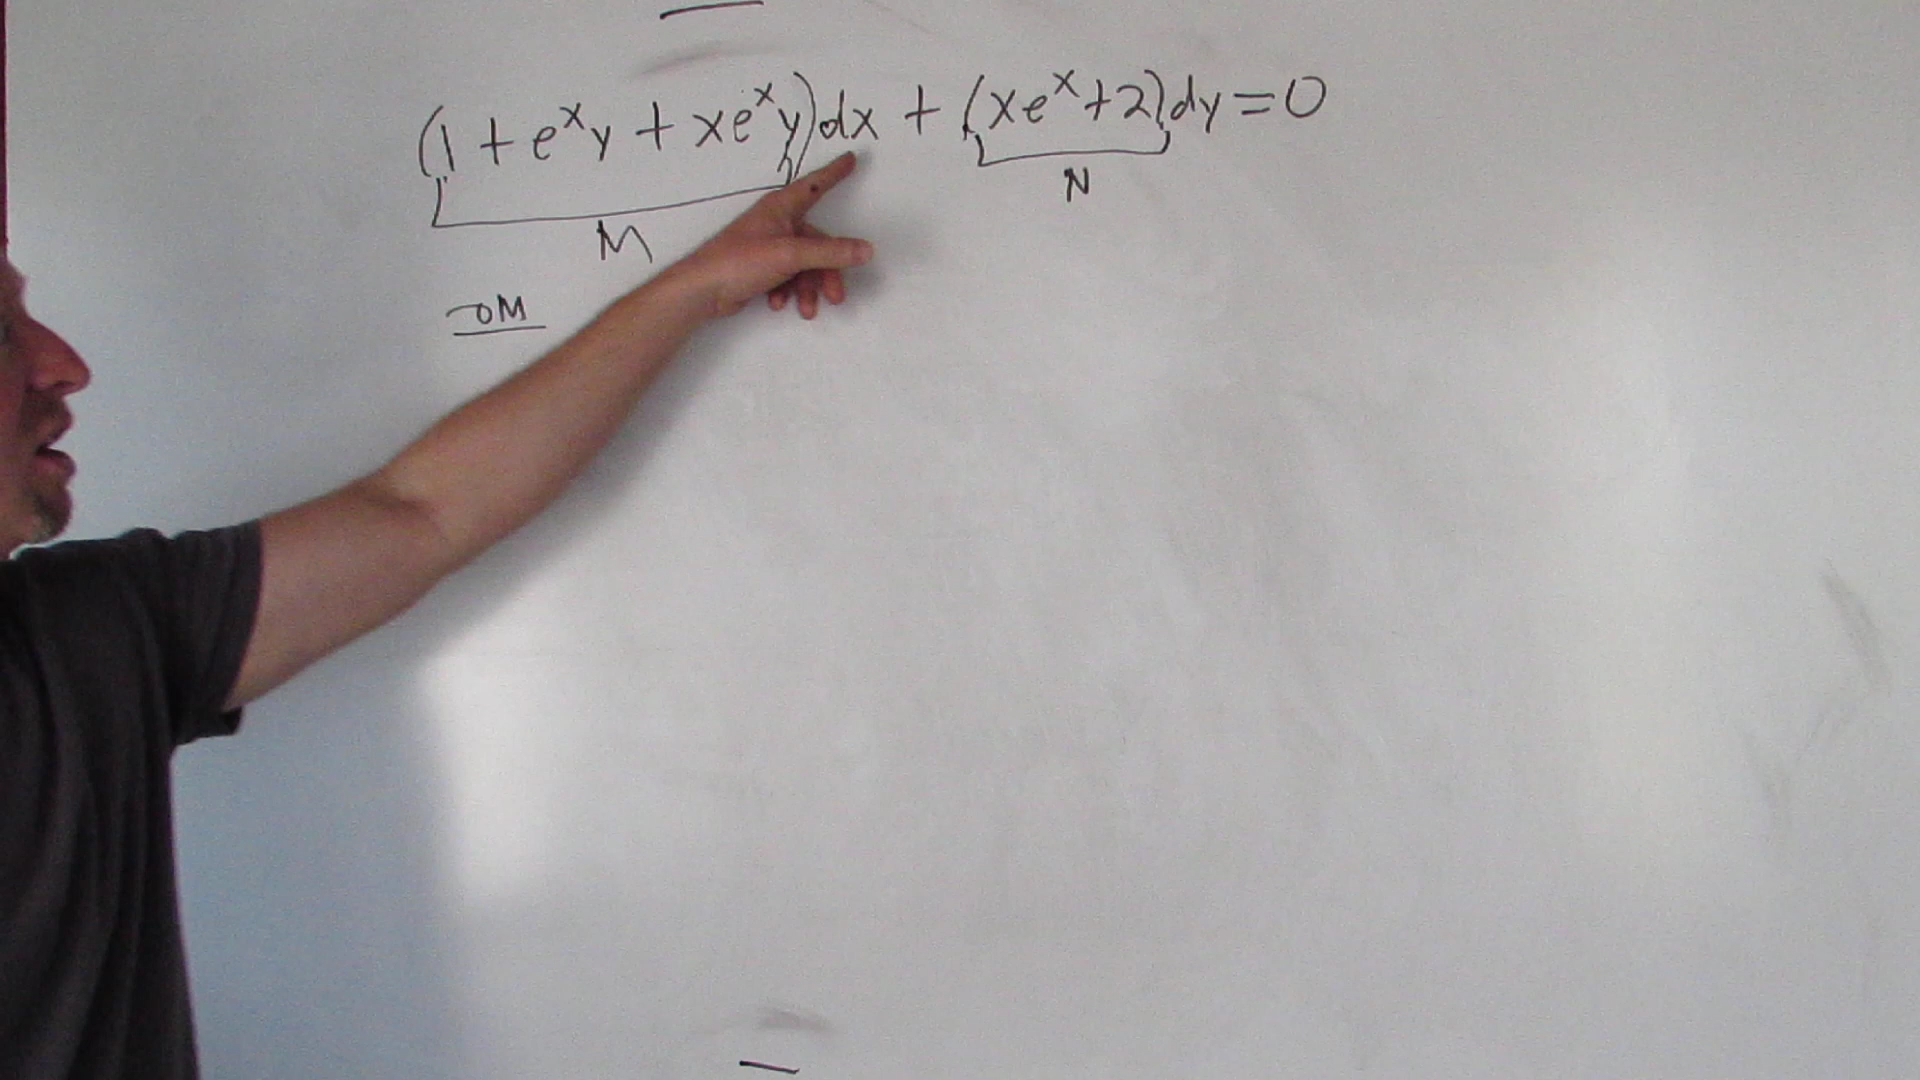 (1 + eˣy + xeˣy)dx + (xeˣ+2)dy=0
M N
∂M